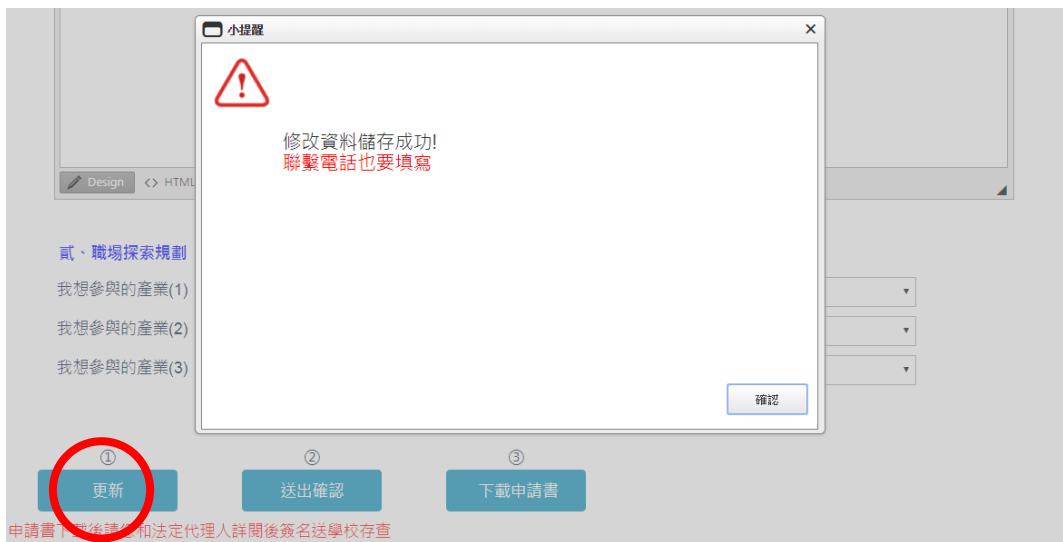 小提醒
修改資料儲存成功!
聯繫電話也要填寫
Design <> HTML
貳、職場探索規劃
我想參與的產業(1)
我想參與的產業(2)
我想參與的產業(3)
確認
① ② ③
更新 送出確認 下載申請書
申請書下載後請您和法定代理人詳閱後簽名送學校存查